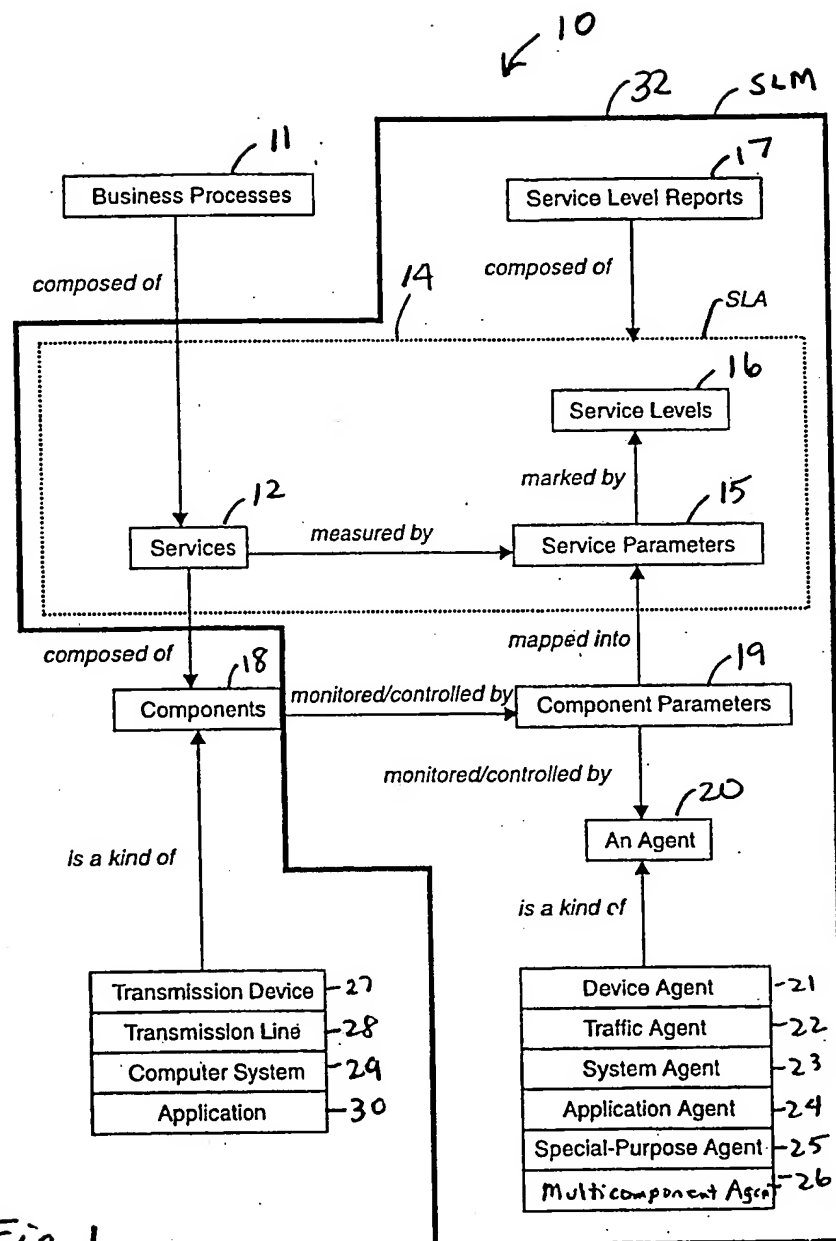 10
32 SLM
11 17
Business Processes Service Level Reports
composed of composed of
14 SLA
16
Service Levels
marked by
12 15
Services measured by Service Parameters
composed of mapped into
18 19
Components monitored/controlled by Component Parameters
monitored/controlled by
20
An Agent
is a kind of
is a kind of
Transmission Device 27 Device Agent 21
Transmission Line 28 Traffic Agent 22
Computer System 29 System Agent 23
Application 30 Application Agent 24
Special-Purpose Agent 25
Multicomponent Agent 26
Fig. 1